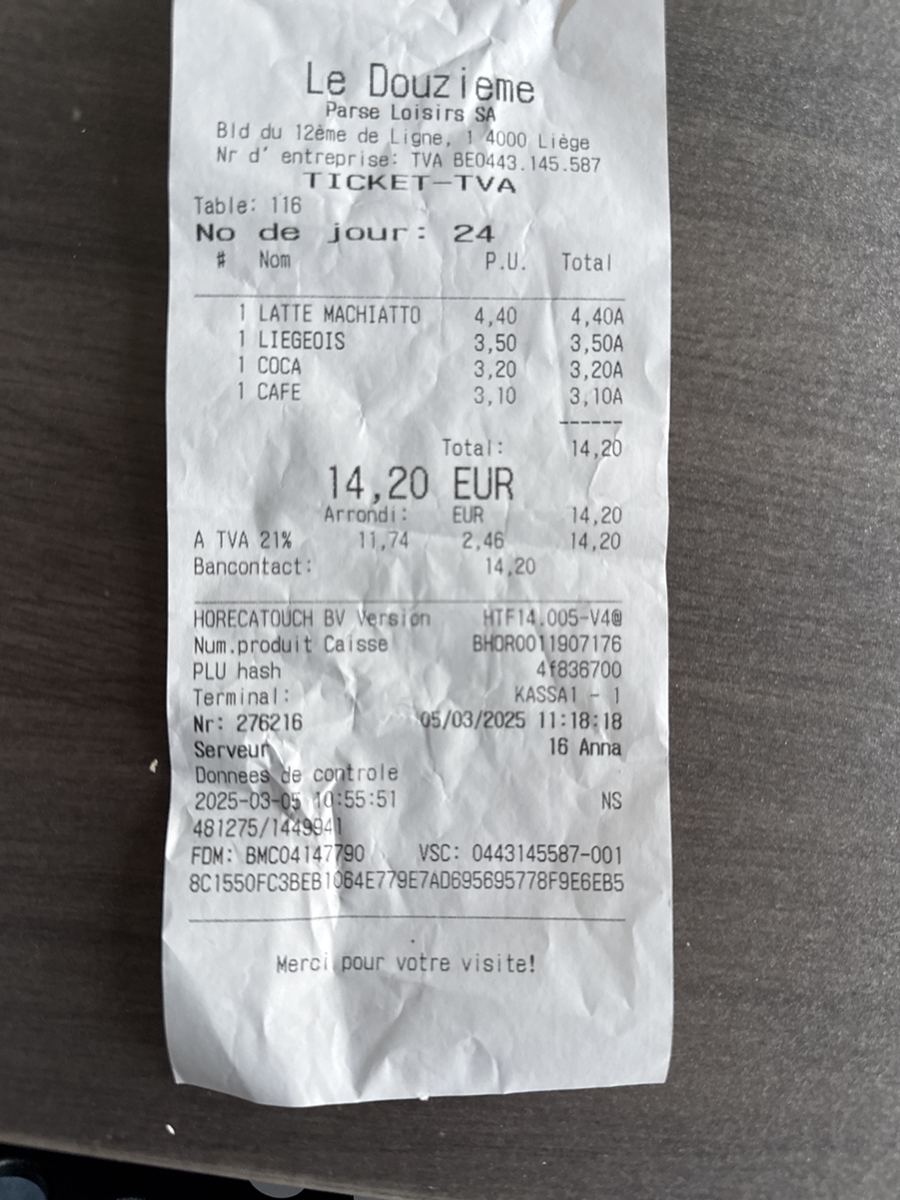 Le Douzieme
Parse Loisirs SA
Bld du 12ème de Ligne, 1 4000 Liège
Nr d' entreprise: TVA BE0443.145.587
TICKET-TVA
Table: 116
No de jour: 24
# Nom P.U. Total
1 LATTE MACHIATTO 4,40 4,40A
1 LIEGEOIS 3,50 3,50A
1 COCA 3,20 3,20A
1 CAFE 3,10 3,10A
------
Total: 14,20
14,20 EUR
Arrondi: EUR 14,20
A TVA 21% 11,74 2,46 14,20
Bancontact: 14,20
HORECATOUCH BV Version HTF14.005-V4@
Num.produit Caisse BHOR0011907176
PLU hash 4f836700
Terminal: KASSA1 - 1
Nr: 276216 05/03/2025 11:18:18
Serveur 16 Anna
Donnees de controle
2025-03-05 10:55:51 NS
481275/1449941
FDM: BMC04147790 VSC: 0443145587-001
8C1550FC3BEB1064E779E7AD695695778F9E6EB5
Merci pour votre visite!